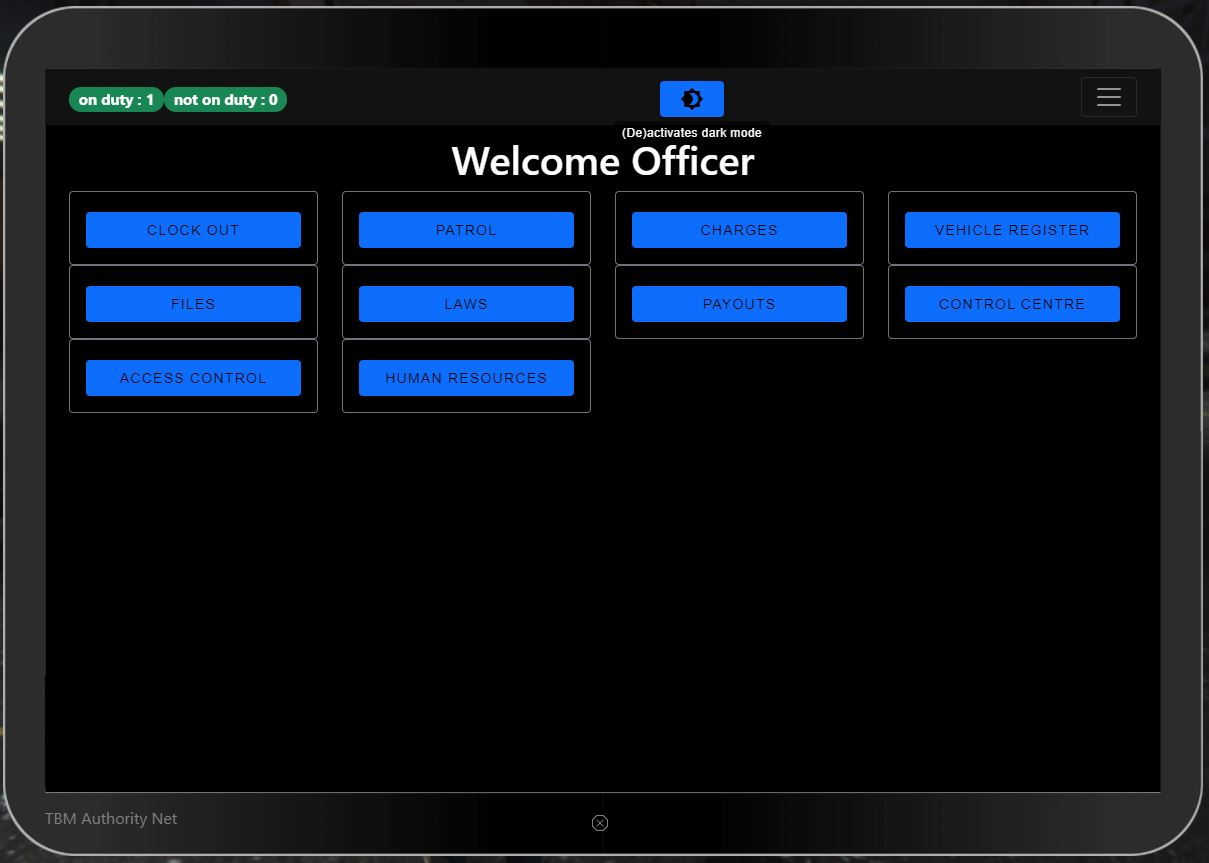 on duty : 1 not on duty : 0
(De)activates dark mode
Welcome Officer
CLOCK OUT PATROL CHARGES VEHICLE REGISTER
FILES LAWS PAYOUTS CONTROL CENTRE
ACCESS CONTROL HUMAN RESOURCES
TBM Authority Net